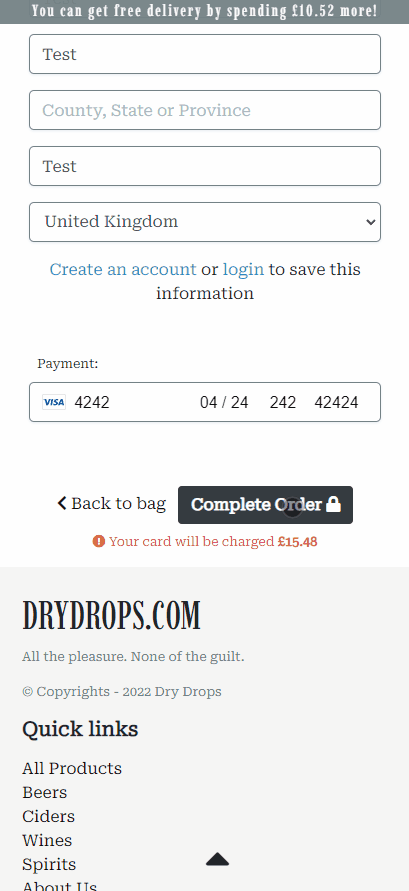 You can get free delivery by spending £10.52 more!
Test
County, State or Province
Test
United Kingdom
Create an account or login to save this
information
Payment:
VISA 4242 04 / 24 242 42424
Back to bag Complete Order
Your card will be charged £15.48
DRYDROPS.COM
All the pleasure. None of the guilt.
© Copyrights - 2022 Dry Drops
Quick links
All Products
Beers
Ciders
Wines
Spirits
About Us